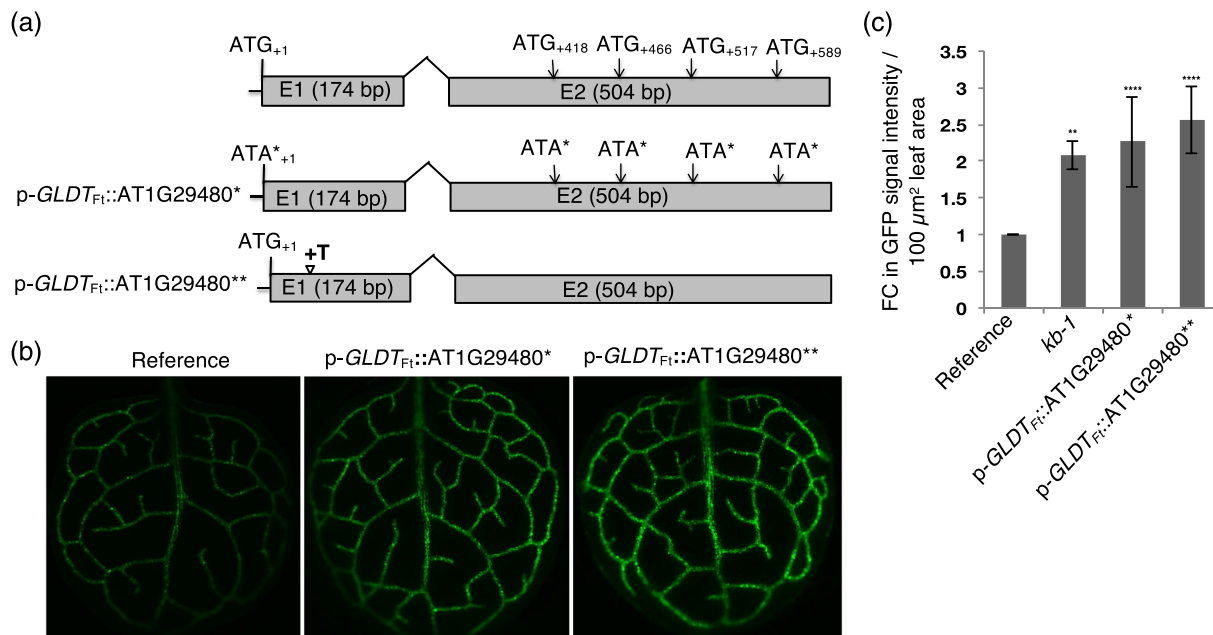 (a)
ATG+1
ATG+418 ATG+466 ATG+517 ATG+589
E1 (174 bp)
E2 (504 bp)
ATA*+1
ATA* ATA* ATA* ATA*
p-GLDTFt::AT1G29480*
E1 (174 bp)
E2 (504 bp)
ATG+1
+T
p-GLDTFt::AT1G29480**
E1 (174 bp)
E2 (504 bp)
(b)
Reference
p-GLDTFt::AT1G29480*
p-GLDTFt::AT1G29480**
(c)
FC in GFP signal intensity /
100 µm² leaf area
4
3.5
3
2.5
2
1.5
1
0.5
0
**
****
****
Reference
kb-1
p-GLDTFt::AT1G29480*
p-GLDTFt::AT1G29480**